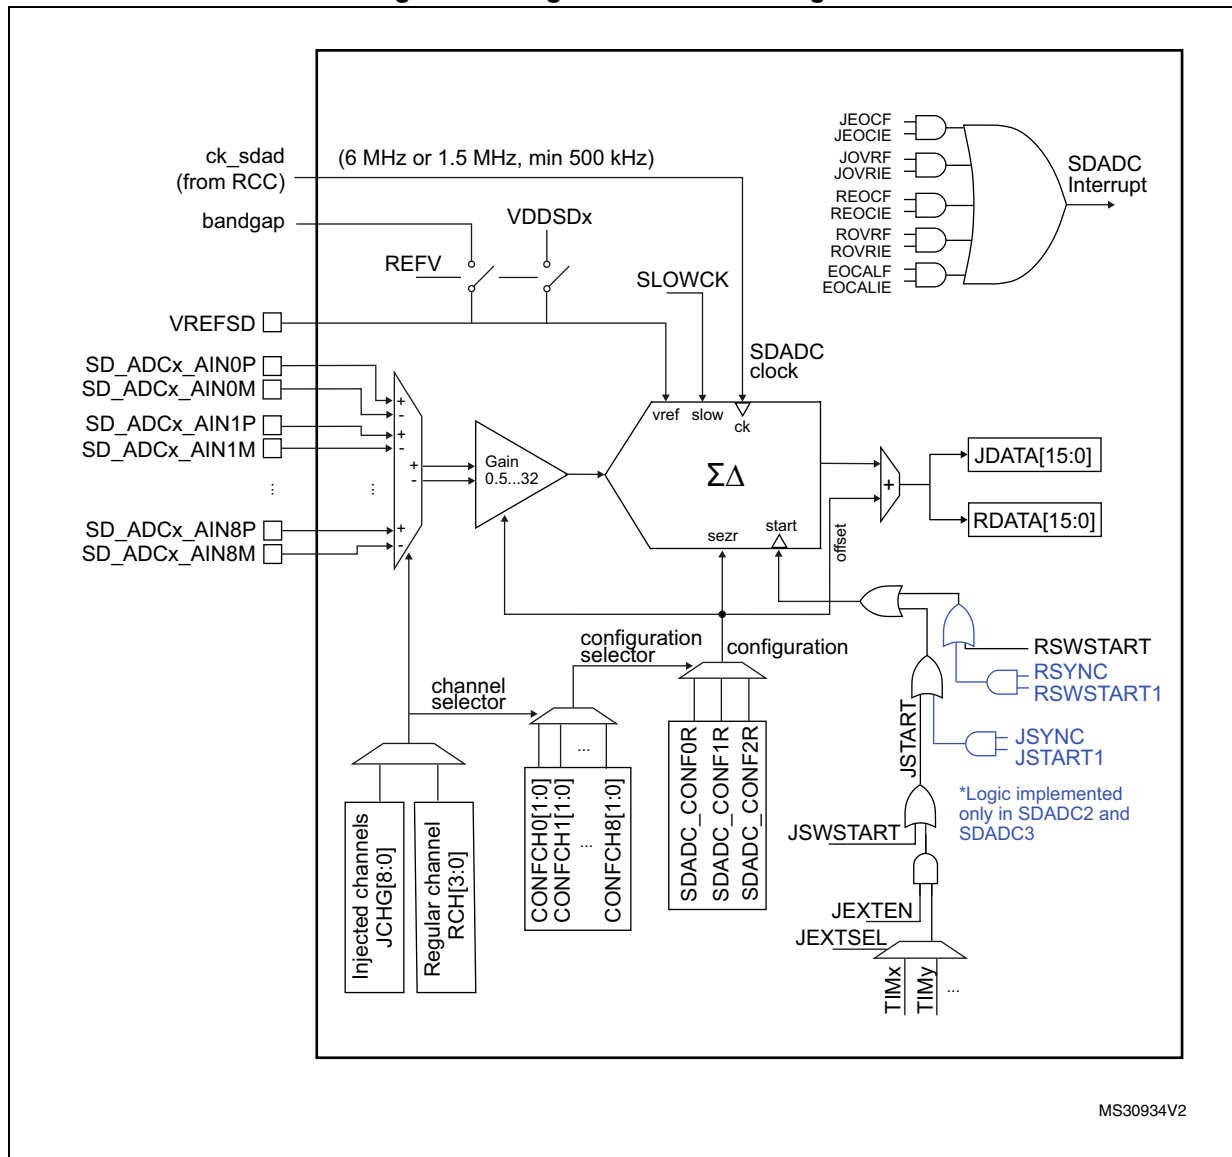 JEOCF
JEOCIE
JOVRF
JOVRIE
REOCF
REOCIE
ROVRF
ROVRIE
EOCALF
EOCALIE
SDADC
Interrupt
ck_sdad
(from RCC)
(6 MHz or 1.5 MHz, min 500 kHz)
bandgap
VDDSDx
REFV
SLOWCK
VREFSD
SDADC
clock
SD_ADCx_AIN0P
SD_ADCx_AIN0M
SD_ADCx_AIN1P
SD_ADCx_AIN1M
...
...
SD_ADCx_AIN8P
SD_ADCx_AIN8M
+
-
+
-
+
-
+
-
Gain
0.5...32
vref
slow
ck
ΣΔ
sezr
start
offset
+
JDATA[15:0]
RDATA[15:0]
configuration
selector
configuration
channel
selector
RSWSTART
RSYNC
RSWSTART1
JSYNC
JSTART1
JSTART
*Logic implemented
only in SDADC2 and
SDADC3
JSWSTART
JEXTEN
JEXTSEL
TIMx
TIMy
...
Injected channels
JCHG[8:0]
Regular channel
RCH[3:0]
CONFCH0[1:0]
CONFCH1[1:0]
...
...
CONFCH8[1:0]
SDADC_CONF0R
SDADC_CONF1R
SDADC_CONF2R
MS30934V2